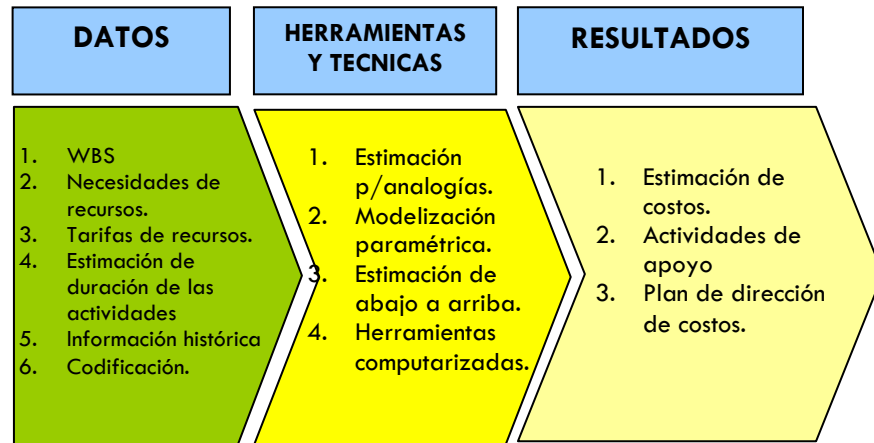 DATOS
1. WBS
2. Necesidades de
recursos.
3. Tarifas de recursos.
4. Estimación de
duración de las
actividades
5. Información histórica
6. Codificación.
HERRAMIENTAS
Y TECNICAS
1. Estimación
p/analogías.
2. Modelización
paramétrica.
3. Estimación de
abajo a arriba.
4. Herramientas
computarizadas.
RESULTADOS
1. Estimación de
costos.
2. Actividades de
apoyo
3. Plan de dirección
de costos.